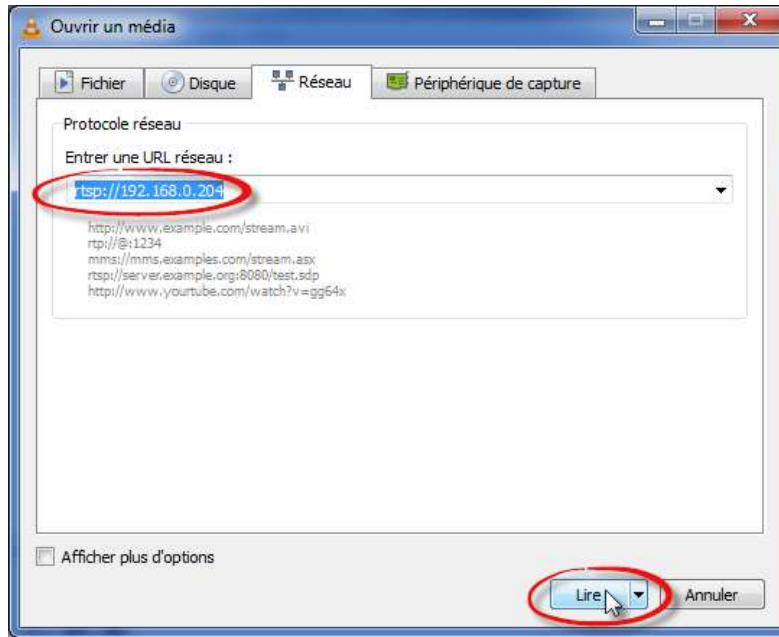 Ouvrir un média
Fichier Disque Réseau Périphérique de capture
Protocole réseau
Entrer une URL réseau :
rtsp://192.168.0.204
http://www.example.com/stream.avi
rtp://@:1234
mms://mms.examples.com/stream.asx
rtsp://server.example.org:8080/test.sdp
http://www.yourtube.com/watch?v=gg64x
Afficher plus d'options
Lire Annuler